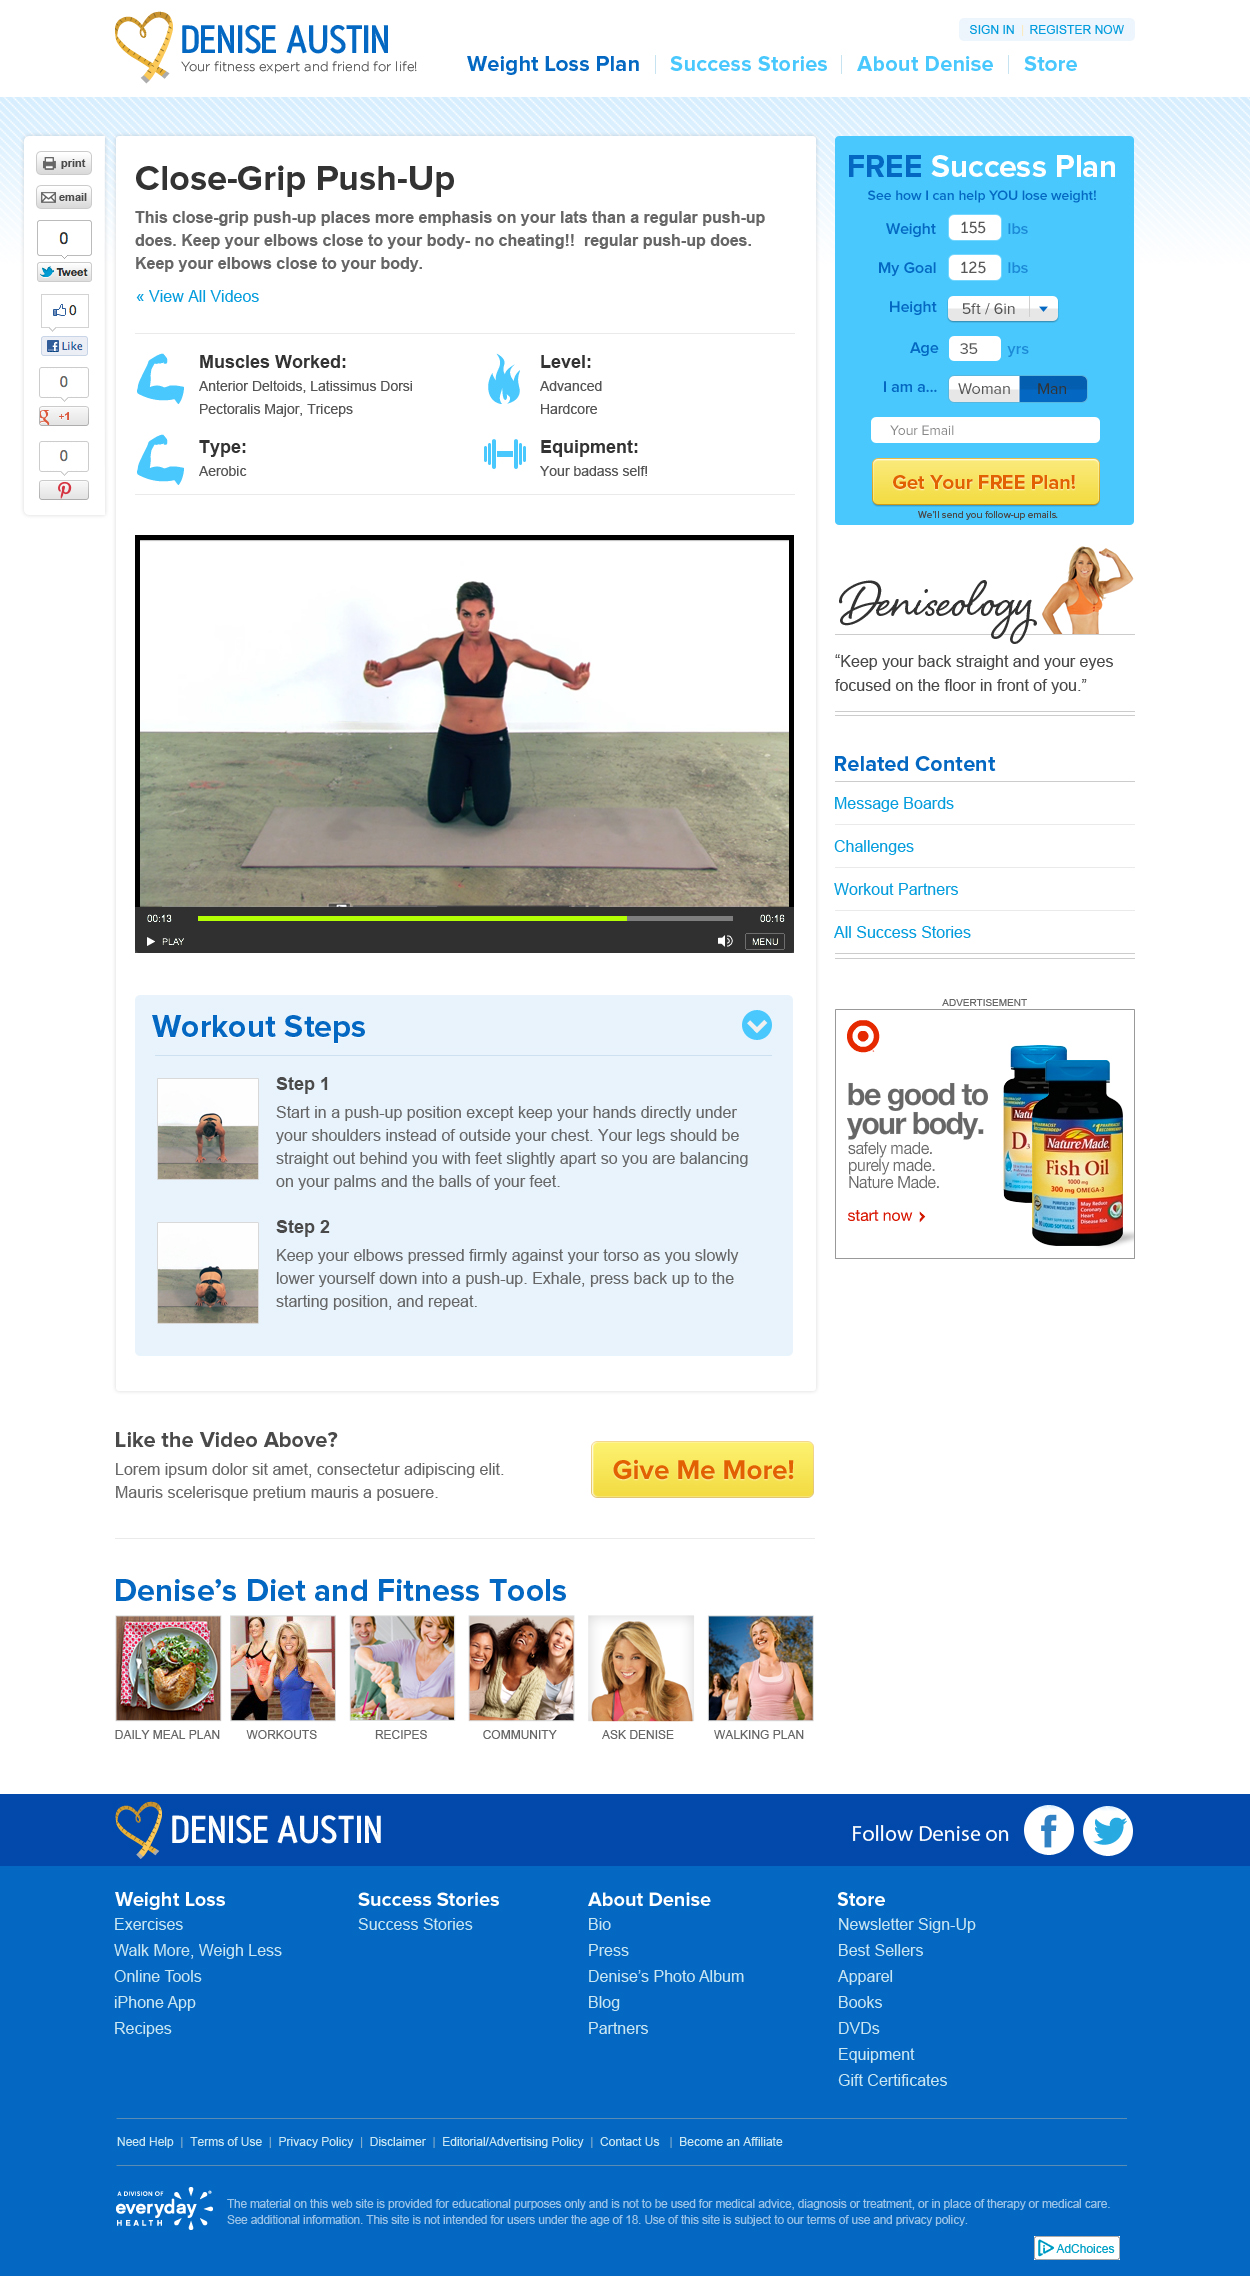 DENISE AUSTIN
Your fitness expert and friend for life!
SIGN IN | REGISTER NOW
Weight Loss Plan | Success Stories | About Denise | Store
print
email
0
Tweet
0
Like
0
+1
0
Close-Grip Push-Up
This close-grip push-up places more emphasis on your lats than a regular push-up
does. Keep your elbows close to your body- no cheating!!  regular push-up does.
Keep your elbows close to your body.
« View All Videos
Muscles Worked:
Anterior Deltoids, Latissimus Dorsi
Pectoralis Major, Triceps
Level:
Advanced
Hardcore
Type:
Aerobic
Equipment:
Your badass self!
00:13
00:16
PLAY
MENU
Workout Steps
Step 1
Start in a push-up position except keep your hands directly under
your shoulders instead of outside your chest. Your legs should be
straight out behind you with feet slightly apart so you are balancing
on your palms and the balls of your feet.
Step 2
Keep your elbows pressed firmly against your torso as you slowly
lower yourself down into a push-up. Exhale, press back up to the
starting position, and repeat.
FREE Success Plan
See how I can help YOU lose weight!
Weight 155 lbs
My Goal 125 lbs
Height 5ft / 6in
Age 35 yrs
I am a... Woman Man
Your Email
Get Your FREE Plan!
We'll send you follow-up emails.
Deniseology
“Keep your back straight and your eyes
focused on the floor in front of you.”
Related Content
Message Boards
Challenges
Workout Partners
All Success Stories
ADVERTISEMENT
be good to
your body.
safely made.
purely made.
Nature Made.
start now ›
Nature Made
Fish Oil
1000 mg
300 mg OMEGA-3
May Reduce
Coronary
Heart
Disease Risk
Like the Video Above?
Lorem ipsum dolor sit amet, consectetur adipiscing elit.
Mauris scelerisque pretium mauris a posuere.
Give Me More!
Denise’s Diet and Fitness Tools
DAILY MEAL PLAN
WORKOUTS
RECIPES
COMMUNITY
ASK DENISE
WALKING PLAN
DENISE AUSTIN
Follow Denise on
Weight Loss
Exercises
Walk More, Weigh Less
Online Tools
iPhone App
Recipes
Success Stories
Success Stories
About Denise
Bio
Press
Denise’s Photo Album
Blog
Partners
Store
Newsletter Sign-Up
Best Sellers
Apparel
Books
DVDs
Equipment
Gift Certificates
Need Help | Terms of Use | Privacy Policy | Disclaimer | Editorial/Advertising Policy | Contact Us | Become an Affiliate
A DIVISION OF
everyday
HEALTH
The material on this web site is provided for educational purposes only and is not to be used for medical advice, diagnosis or treatment, or in place of therapy or medical care.
See additional information. This site is not intended for users under the age of 18. Use of this site is subject to our terms of use and privacy policy.
AdChoices